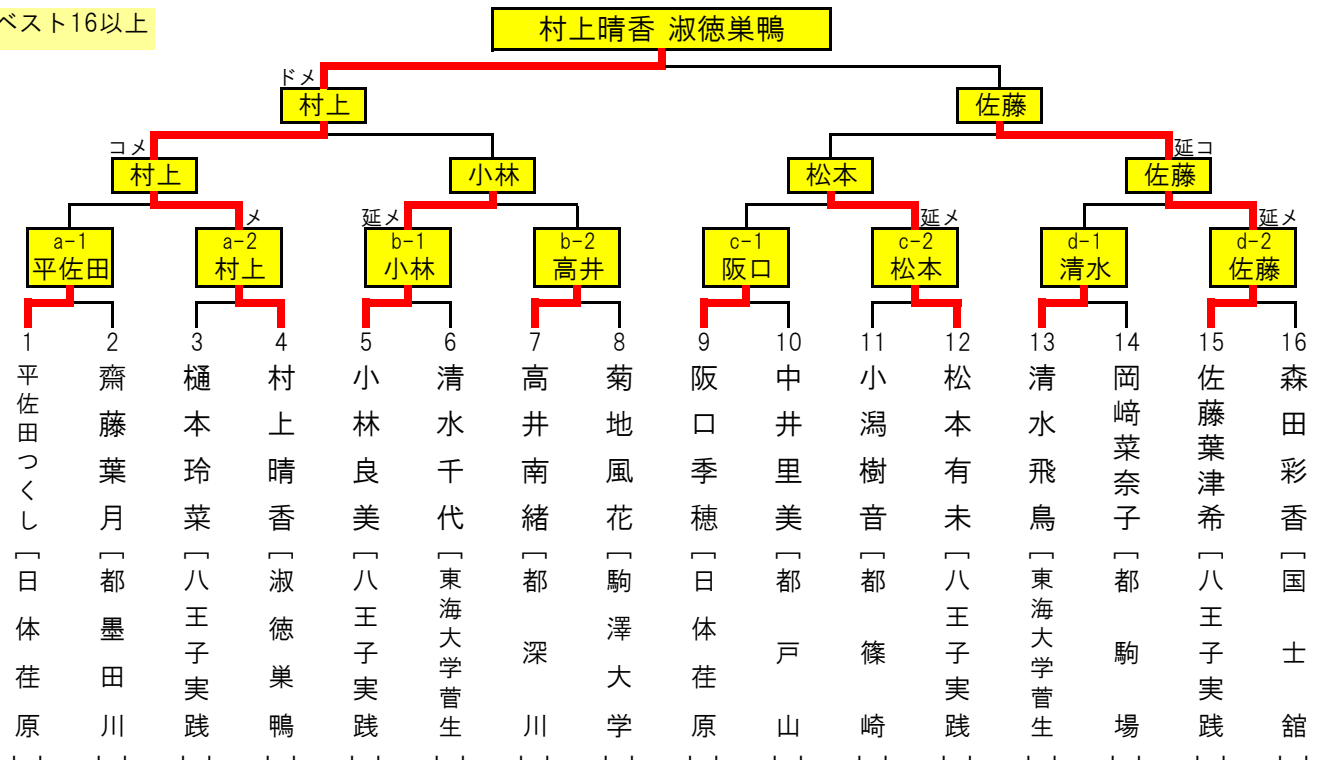 ベスト16以上
村上晴香 淑徳巣鴨
ドメ
村上
佐藤
コメ
延コ
村上
小林
松本
佐藤
メ
延メ
延メ
延メ
a-1
平佐田
a-2
村上
b-1
小林
b-2
高井
c-1
阪口
c-2
松本
d-1
清水
d-2
佐藤
1
平佐田つくし[日体荏原
2
齋藤葉月[都墨田川
3
樋本玲菜[八王子実践
4
村上晴香[淑徳巣鴨
5
小林良美[八王子実践
6
清水千代[東海大学菅生
7
高井南緒[都深川
8
菊地風花[駒澤大学
9
阪口季穂[日体荏原
10
中井里美[都戸山
11
小潟樹音[都篠崎
12
松本有未[八王子実践
13
清水飛鳥[東海大学菅生
14
岡﨑菜奈子[都駒場
15
佐藤葉津希[八王子実践
16
森田彩香[国士舘